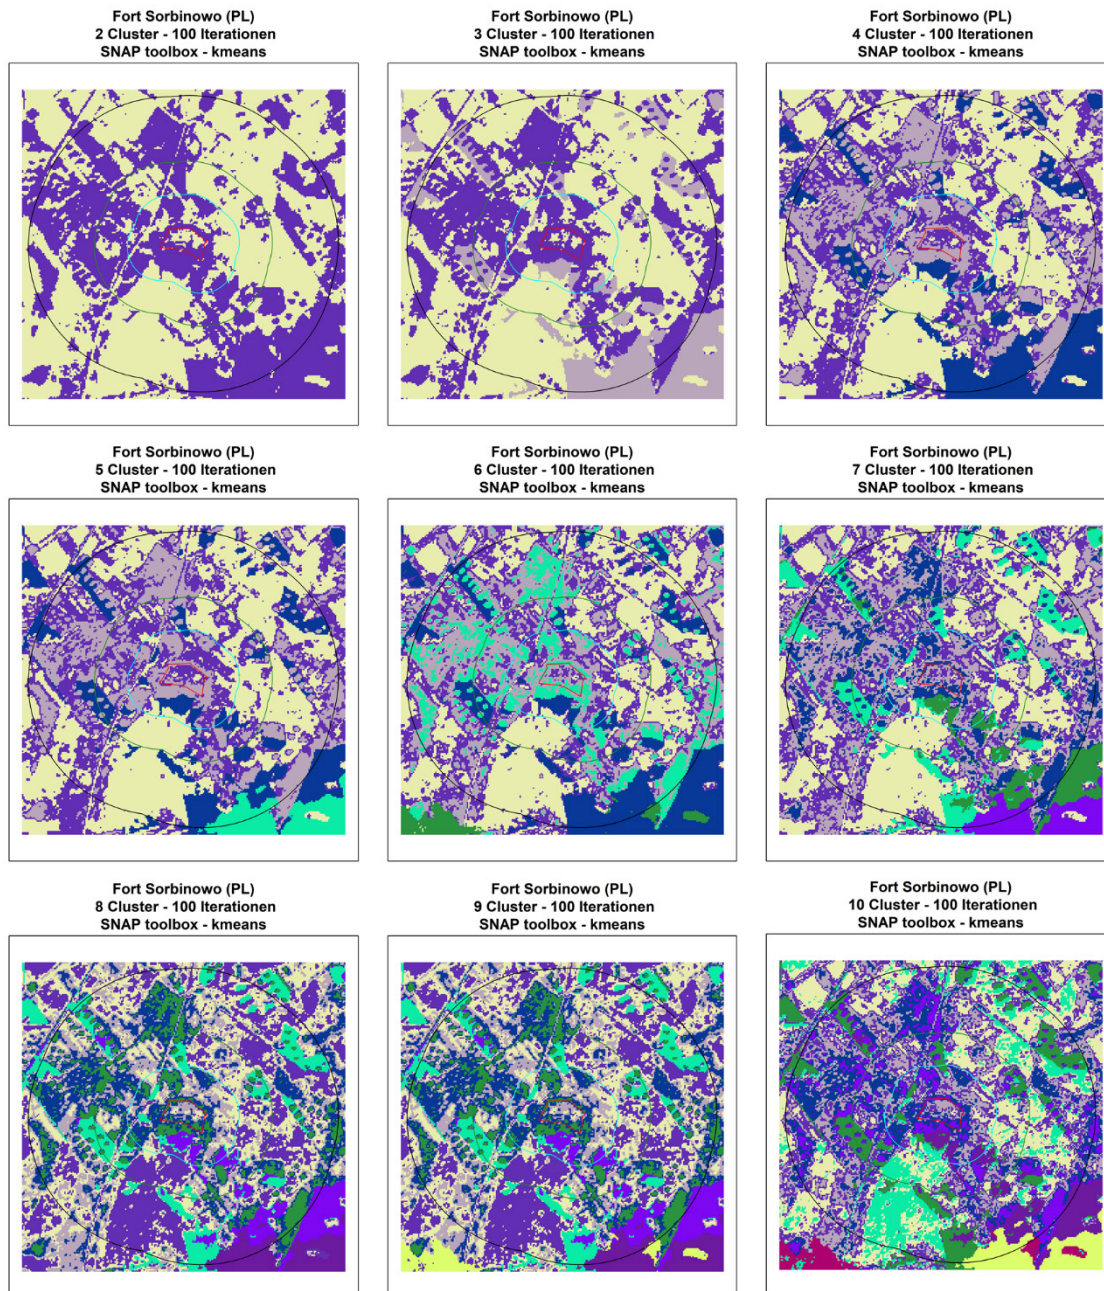 Fort Sorbinowo (PL)
2 Cluster - 100 Iterationen
SNAP toolbox - kmeans
Fort Sorbinowo (PL)
3 Cluster - 100 Iterationen
SNAP toolbox - kmeans
Fort Sorbinowo (PL)
4 Cluster - 100 Iterationen
SNAP toolbox - kmeans
Fort Sorbinowo (PL)
5 Cluster - 100 Iterationen
SNAP toolbox - kmeans
Fort Sorbinowo (PL)
6 Cluster - 100 Iterationen
SNAP toolbox - kmeans
Fort Sorbinowo (PL)
7 Cluster - 100 Iterationen
SNAP toolbox - kmeans
Fort Sorbinowo (PL)
8 Cluster - 100 Iterationen
SNAP toolbox - kmeans
Fort Sorbinowo (PL)
9 Cluster - 100 Iterationen
SNAP toolbox - kmeans
Fort Sorbinowo (PL)
10 Cluster - 100 Iterationen
SNAP toolbox - kmeans